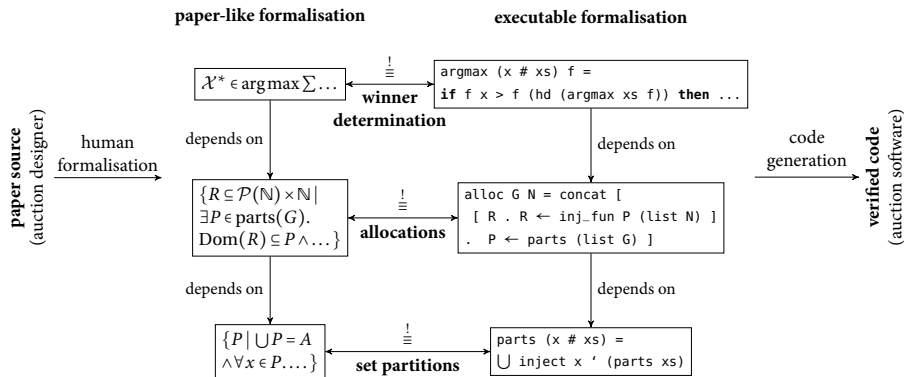 paper-like formalisation
executable formalisation
paper source
(auction designer)
human
formalisation
𝒳* ∈ arg max ∑ …
!
≡
winner
determination
argmax (x # xs) f =
if f x > f (hd (argmax xs f)) then ...
depends on
depends on
code
generation
verified code
(auction software)
{R ⊆ 𝒫(ℕ) × ℕ |
∃P ∈ parts(G).
Dom(R) ⊆ P ∧ …}
!
≡
allocations
alloc G N = concat [
[ R . R ← inj_fun P (list N) ]
. P ← parts (list G) ]
depends on
depends on
{P | ⋃ P = A
∧ ∀x ∈ P. …}
!
≡
set partitions
parts (x # xs) =
⋃ inject x ‘ (parts xs)